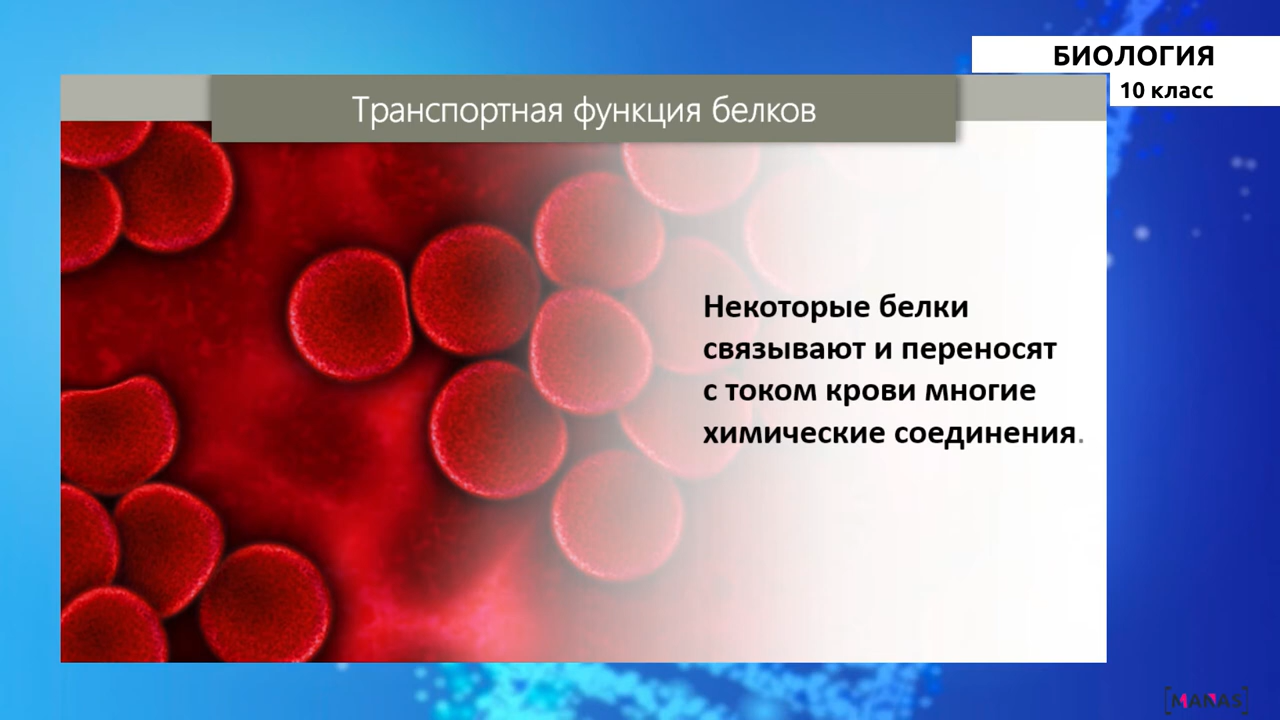 БИОЛОГИЯ
10 класс
Транспортная функция белков
Некоторые белки
связывают и переносят
с током крови многие
химические соединения.
[MANAS]